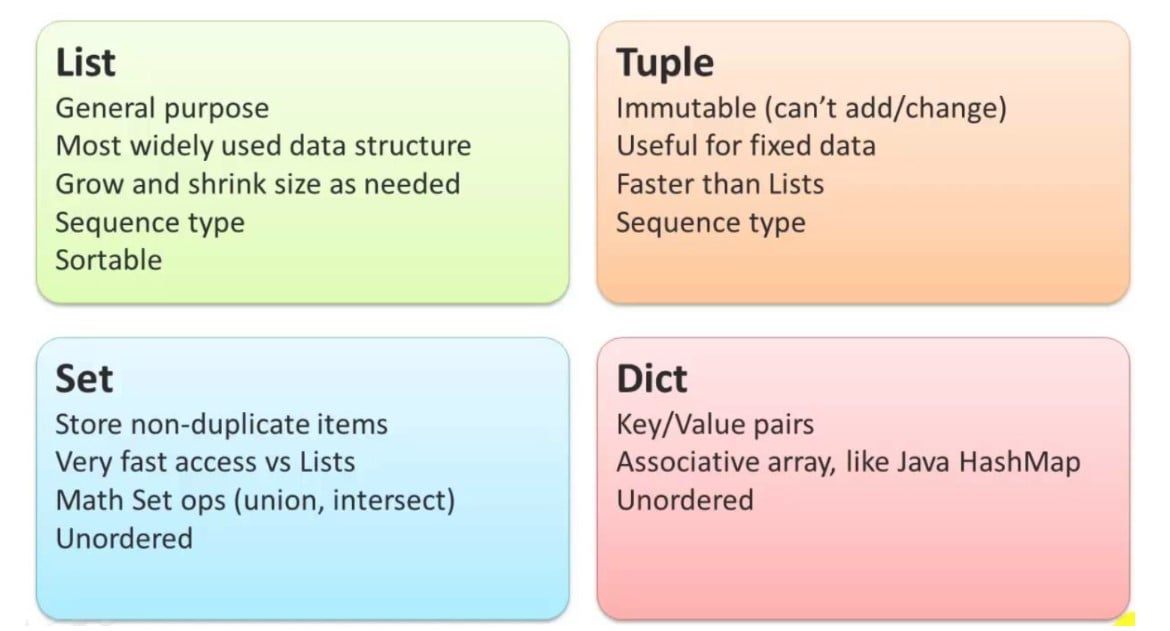 List
General purpose
Most widely used data structure
Grow and shrink size as needed
Sequence type
Sortable
Tuple
Immutable (can’t add/change)
Useful for fixed data
Faster than Lists
Sequence type
Set
Store non-duplicate items
Very fast access vs Lists
Math Set ops (union, intersect)
Unordered
Dict
Key/Value pairs
Associative array, like Java HashMap
Unordered